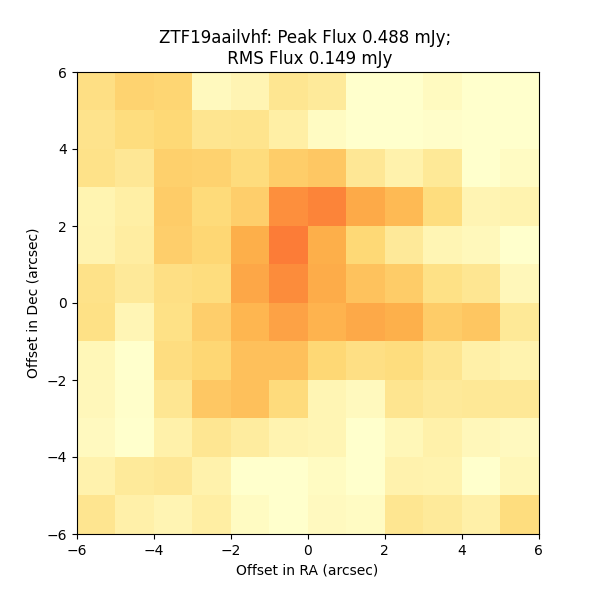 ZTF19aailvhf: Peak Flux 0.488 mJy;
RMS Flux 0.149 mJy
6
4
2
0
−2
−4
−6
Offset in Dec (arcsec)
−6 −4 −2 0 2 4 6
Offset in RA (arcsec)